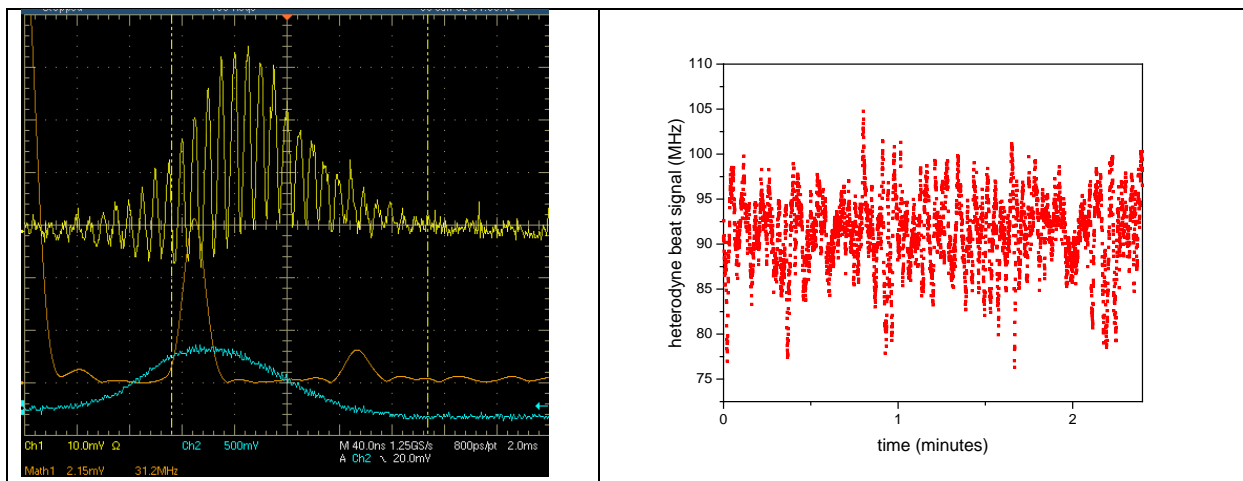 Ch1 10.0mV Ω Ch2 500mV M 40.0ns 1.25GS/s 800ps/pt 2.0ms
A Ch2 ↘ 20.0mV
Math1 2.15mV 31.2MHz
110
105
100
95
90
85
80
75
heterodyne beat signal (MHz)
0 1 2
time (minutes)